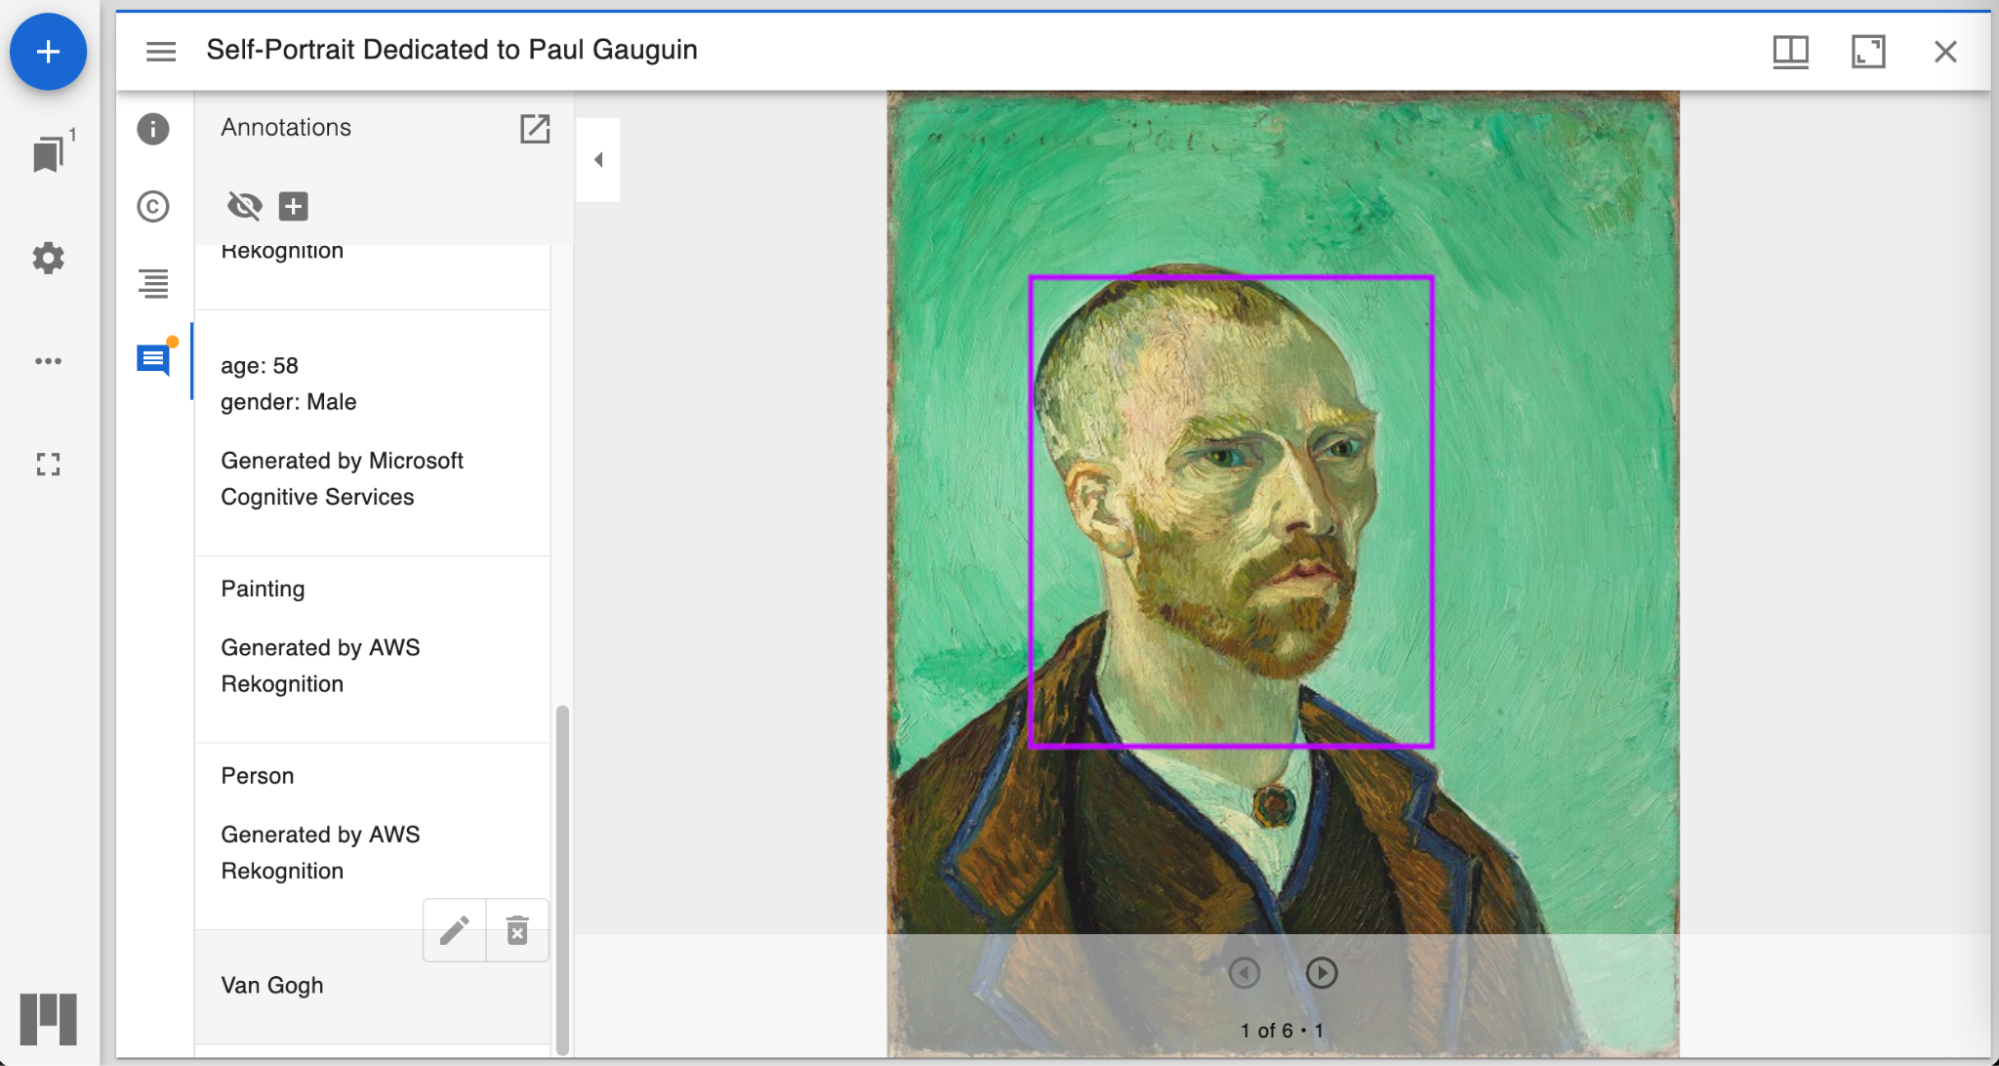 Self-Portrait Dedicated to Paul Gauguin
1
Annotations
Rekognition
age: 58
gender: Male
Generated by Microsoft
Cognitive Services
Painting
Generated by AWS
Rekognition
Person
Generated by AWS
Rekognition
Van Gogh
1 of 6 • 1